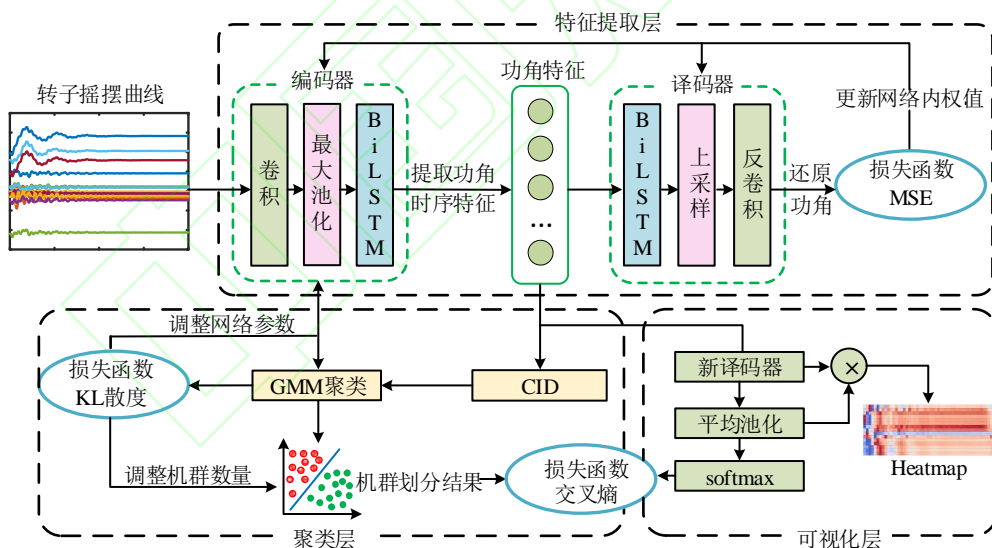 特征提取层
转子摇摆曲线
编码器
卷积
最大池化
BiLSTM
提取功角
时序特征
功角特征
...
译码器
BiLSTM
上采样
反卷积
还原
功角
更新网络内权值
损失函数
MSE
调整网络参数
损失函数
KL散度
GMM聚类
CID
调整机群数量
机群划分结果
损失函数
交叉熵
聚类层
新译码器
平均池化
softmax
×
Heatmap
可视化层